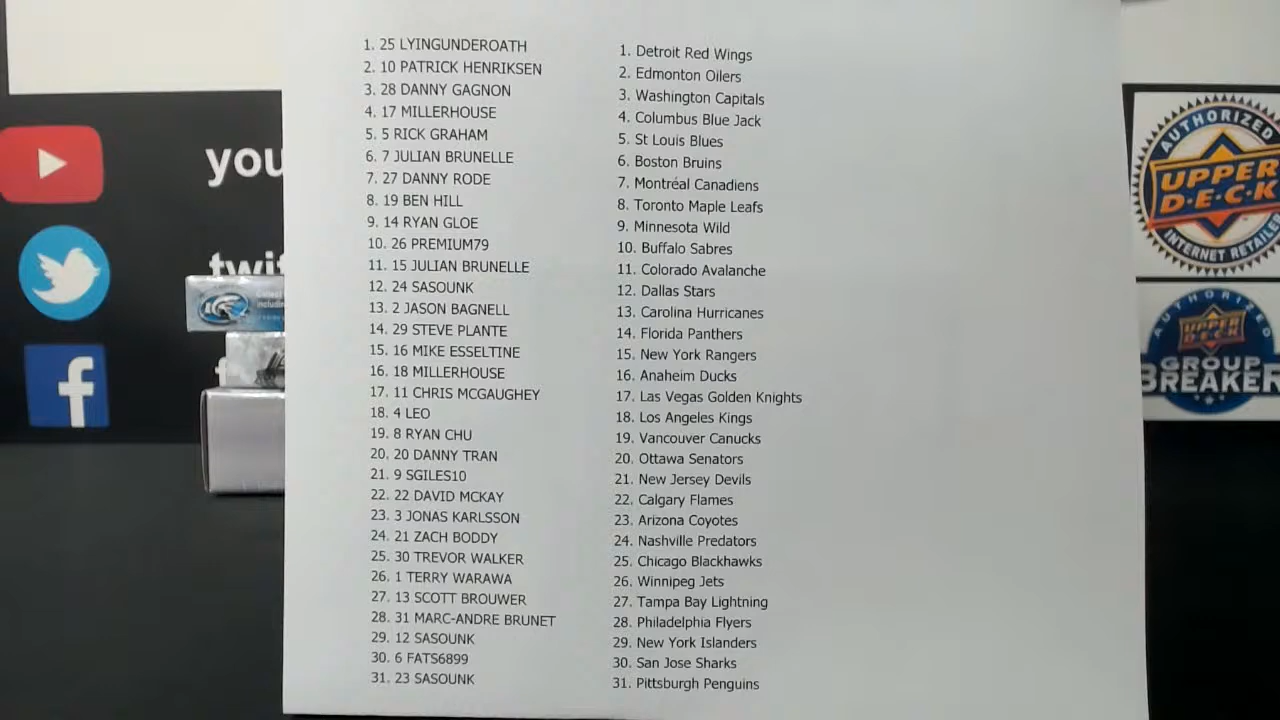 1. 25 LYINGUNDEROATH
2. 10 PATRICK HENRIKSEN
3. 28 DANNY GAGNON
4. 17 MILLERHOUSE
5. 5 RICK GRAHAM
6. 7 JULIAN BRUNELLE
7. 27 DANNY RODE
8. 19 BEN HILL
9. 14 RYAN GLOE
10. 26 PREMIUM79
11. 15 JULIAN BRUNELLE
12. 24 SASOUNK
13. 2 JASON BAGNELL
14. 29 STEVE PLANTE
15. 16 MIKE ESSELTINE
16. 18 MILLERHOUSE
17. 11 CHRIS MCGAUGHEY
18. 4 LEO
19. 8 RYAN CHU
20. 20 DANNY TRAN
21. 9 SGILES10
22. 22 DAVID MCKAY
23. 3 JONAS KARLSSON
24. 21 ZACH BODDY
25. 30 TREVOR WALKER
26. 1 TERRY WARAWA
27. 13 SCOTT BROUWER
28. 31 MARC-ANDRE BRUNET
29. 12 SASOUNK
30. 6 FATS6899
31. 23 SASOUNK
1. Detroit Red Wings
2. Edmonton Oilers
3. Washington Capitals
4. Columbus Blue Jack
5. St Louis Blues
6. Boston Bruins
7. Montréal Canadiens
8. Toronto Maple Leafs
9. Minnesota Wild
10. Buffalo Sabres
11. Colorado Avalanche
12. Dallas Stars
13. Carolina Hurricanes
14. Florida Panthers
15. New York Rangers
16. Anaheim Ducks
17. Las Vegas Golden Knights
18. Los Angeles Kings
19. Vancouver Canucks
20. Ottawa Senators
21. New Jersey Devils
22. Calgary Flames
23. Arizona Coyotes
24. Nashville Predators
25. Chicago Blackhawks
26. Winnipeg Jets
27. Tampa Bay Lightning
28. Philadelphia Flyers
29. New York Islanders
30. San Jose Sharks
31. Pittsburgh Penguins
you
twit
f
AUTHORIZED
UPPER
D·E·C·K
INTERNET RETAILE
AUTHORIZED
UPPER
DECK
GROUP
BREAKER